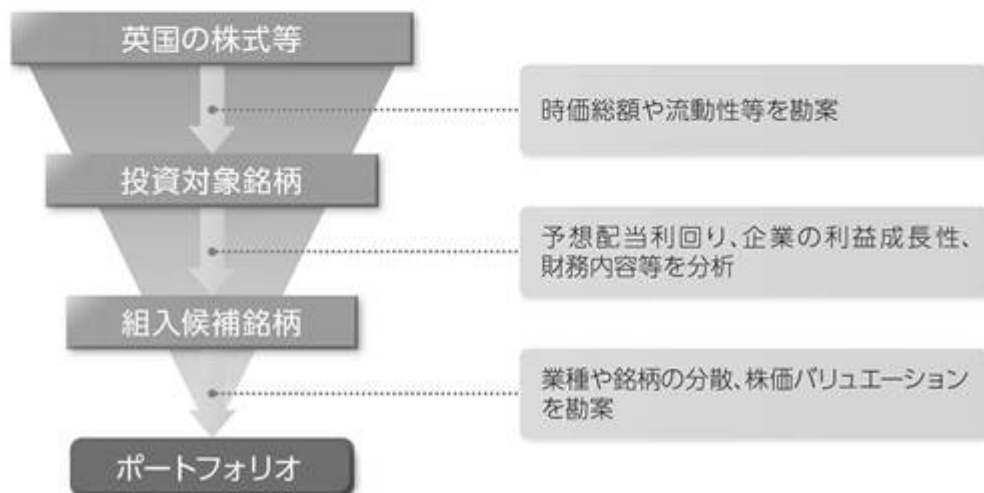 英国の株式等
時価総額や流動性等を勘案
投資対象銘柄
予想配当利回り、企業の利益成長性、
財務内容等を分析
組入候補銘柄
業種や銘柄の分散、株価バリュエーション
を勘案
ポートフォリオ